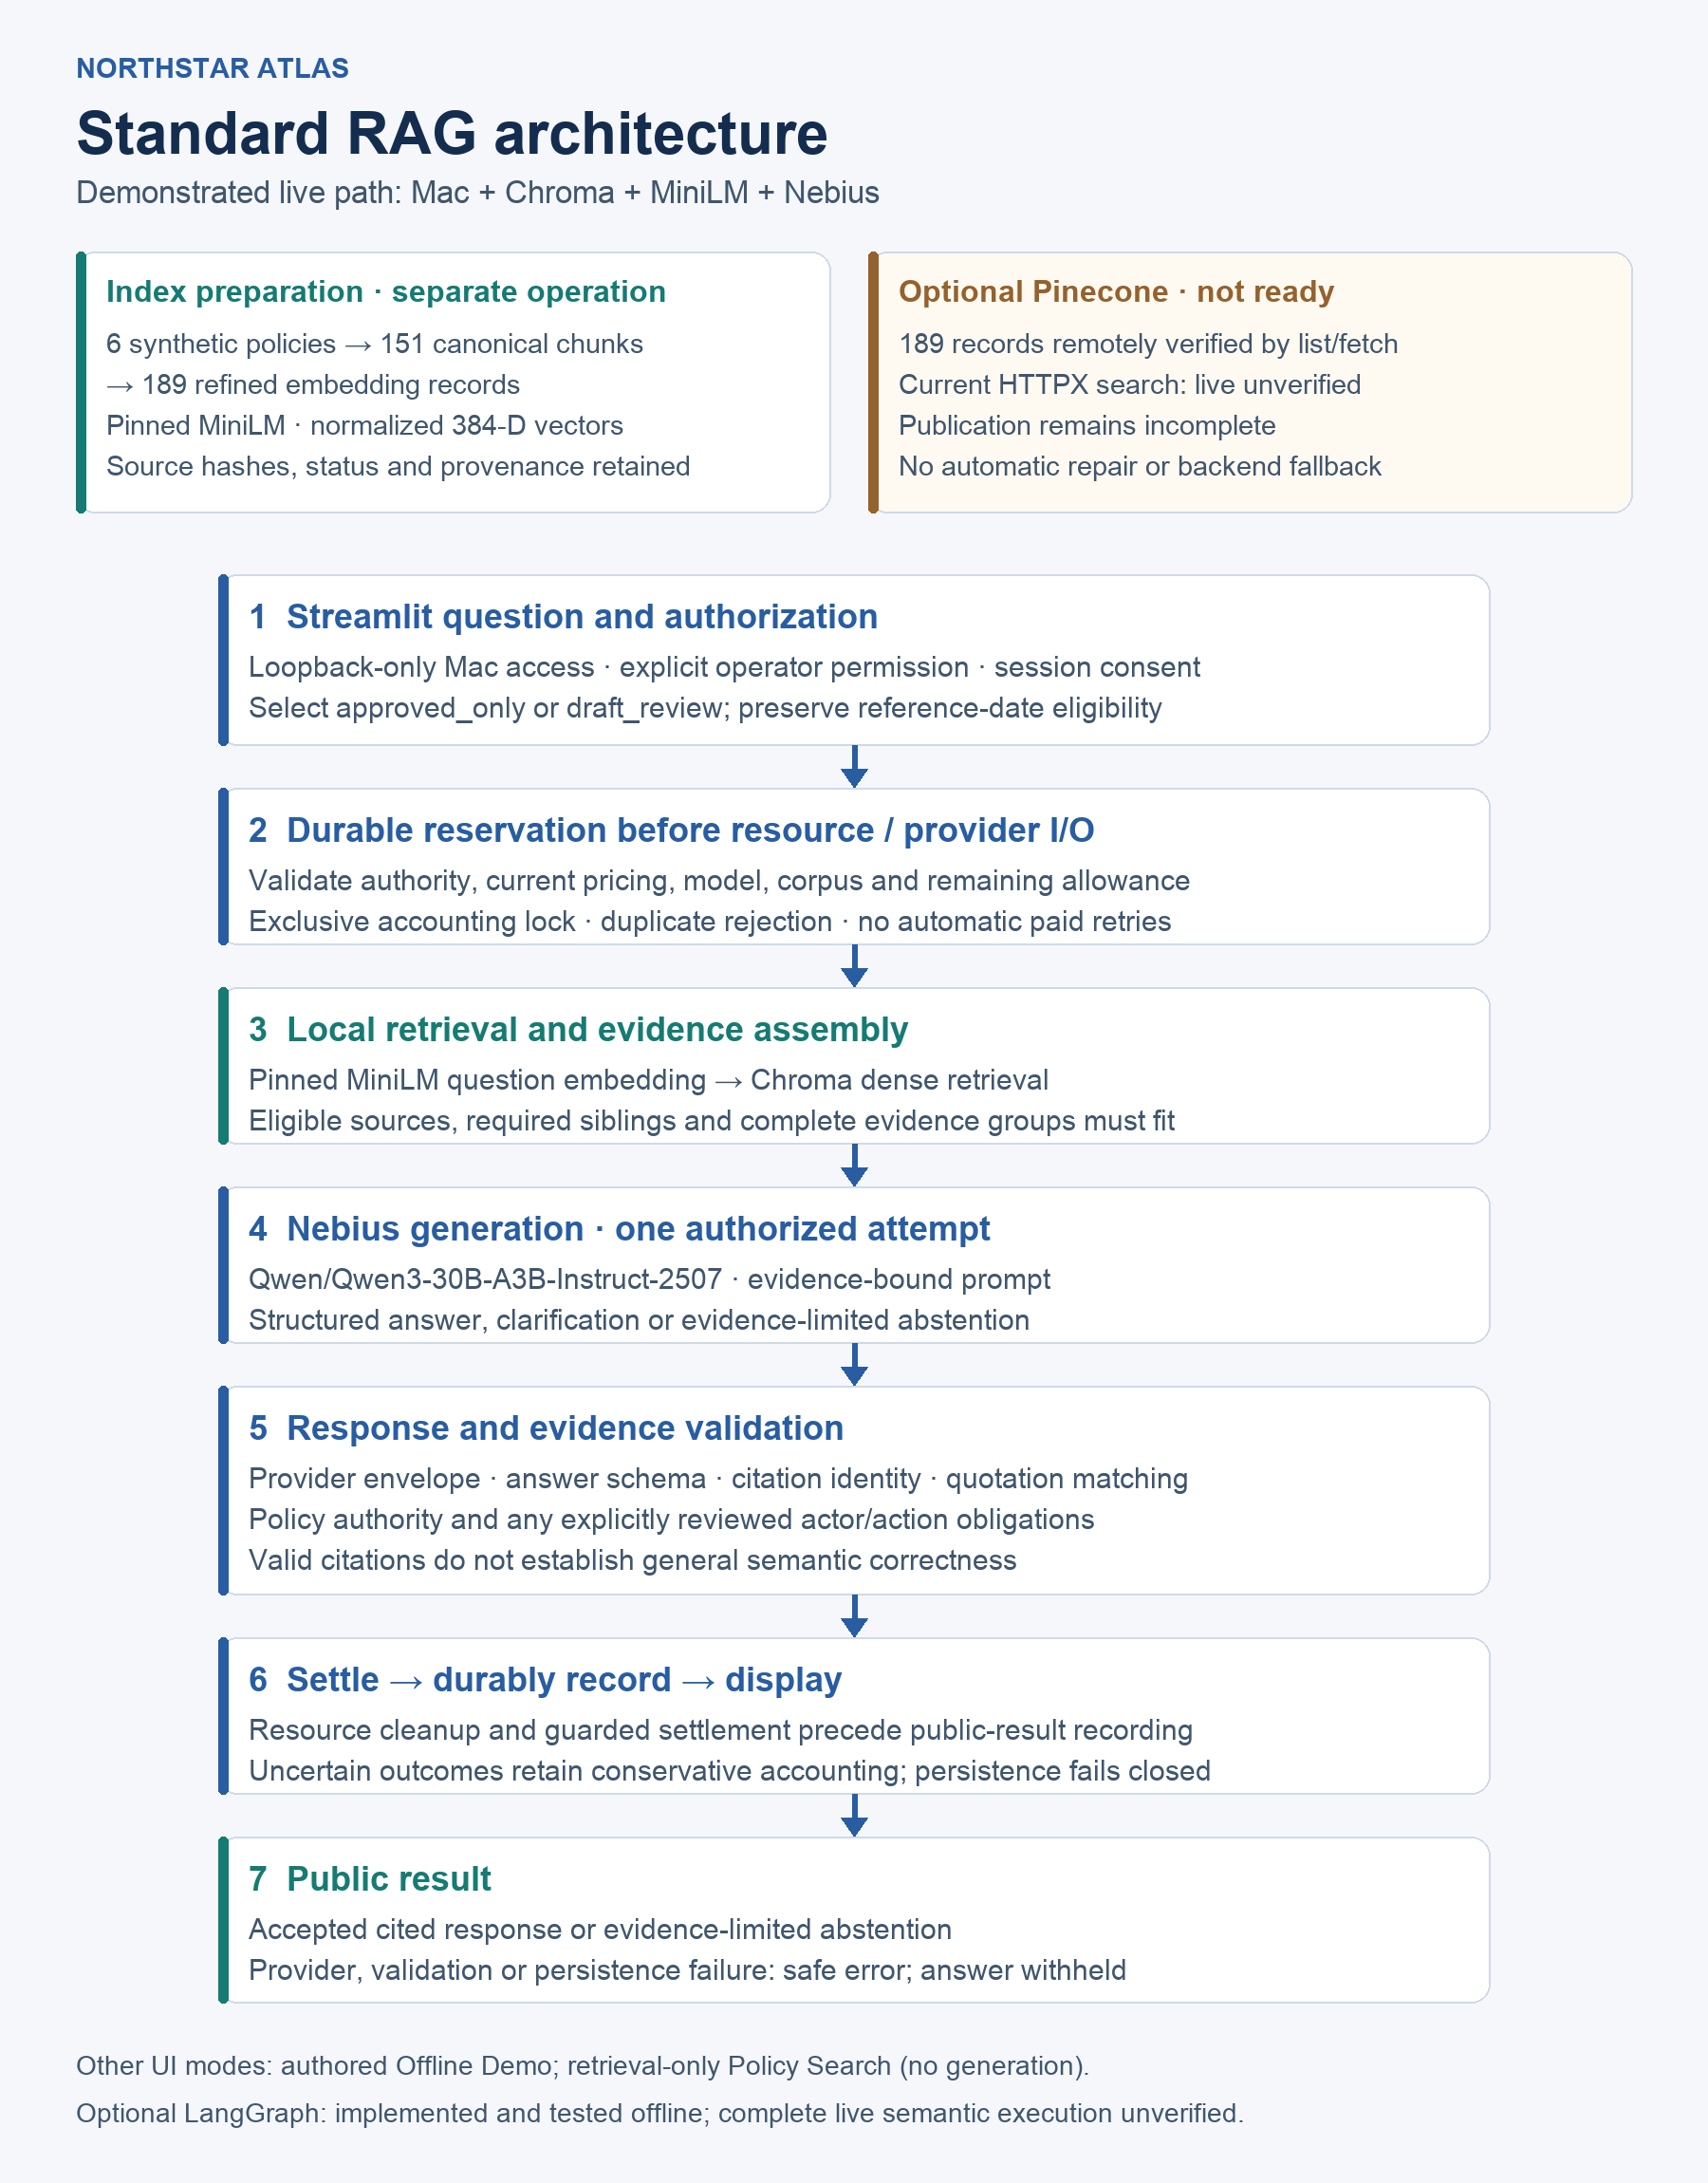 NORTHSTAR ATLAS
Standard RAG architecture
Demonstrated live path: Mac + Chroma + MiniLM + Nebius
Index preparation · separate operation
6 synthetic policies → 151 canonical chunks
→ 189 refined embedding records
Pinned MiniLM · normalized 384-D vectors
Source hashes, status and provenance retained
Optional Pinecone · not ready
189 records remotely verified by list/fetch
Current HTTPX search: live unverified
Publication remains incomplete
No automatic repair or backend fallback
1 Streamlit question and authorization
Loopback-only Mac access · explicit operator permission · session consent
Select approved_only or draft_review; preserve reference-date eligibility
2 Durable reservation before resource / provider I/O
Validate authority, current pricing, model, corpus and remaining allowance
Exclusive accounting lock · duplicate rejection · no automatic paid retries
3 Local retrieval and evidence assembly
Pinned MiniLM question embedding → Chroma dense retrieval
Eligible sources, required siblings and complete evidence groups must fit
4 Nebius generation · one authorized attempt
Qwen/Qwen3-30B-A3B-Instruct-2507 · evidence-bound prompt
Structured answer, clarification or evidence-limited abstention
5 Response and evidence validation
Provider envelope · answer schema · citation identity · quotation matching
Policy authority and any explicitly reviewed actor/action obligations
Valid citations do not establish general semantic correctness
6 Settle → durably record → display
Resource cleanup and guarded settlement precede public-result recording
Uncertain outcomes retain conservative accounting; persistence fails closed
7 Public result
Accepted cited response or evidence-limited abstention
Provider, validation or persistence failure: safe error; answer withheld
Other UI modes: authored Offline Demo; retrieval-only Policy Search (no generation).
Optional LangGraph: implemented and tested offline; complete live semantic execution unverified.